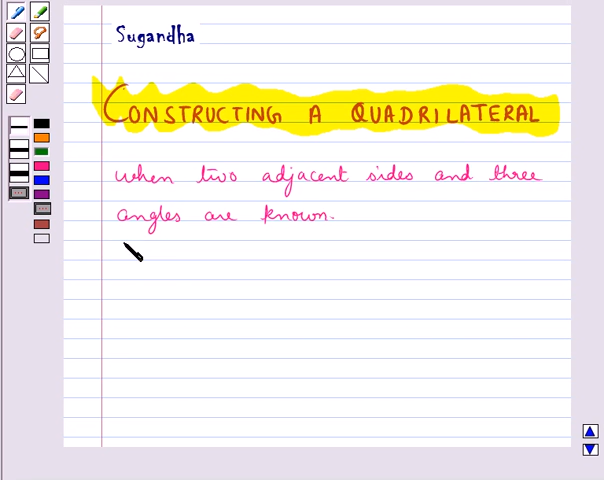 Sugandha
CONSTRUCTING A QUADRILATERAL
when two adjacent sides and three
angles are known.